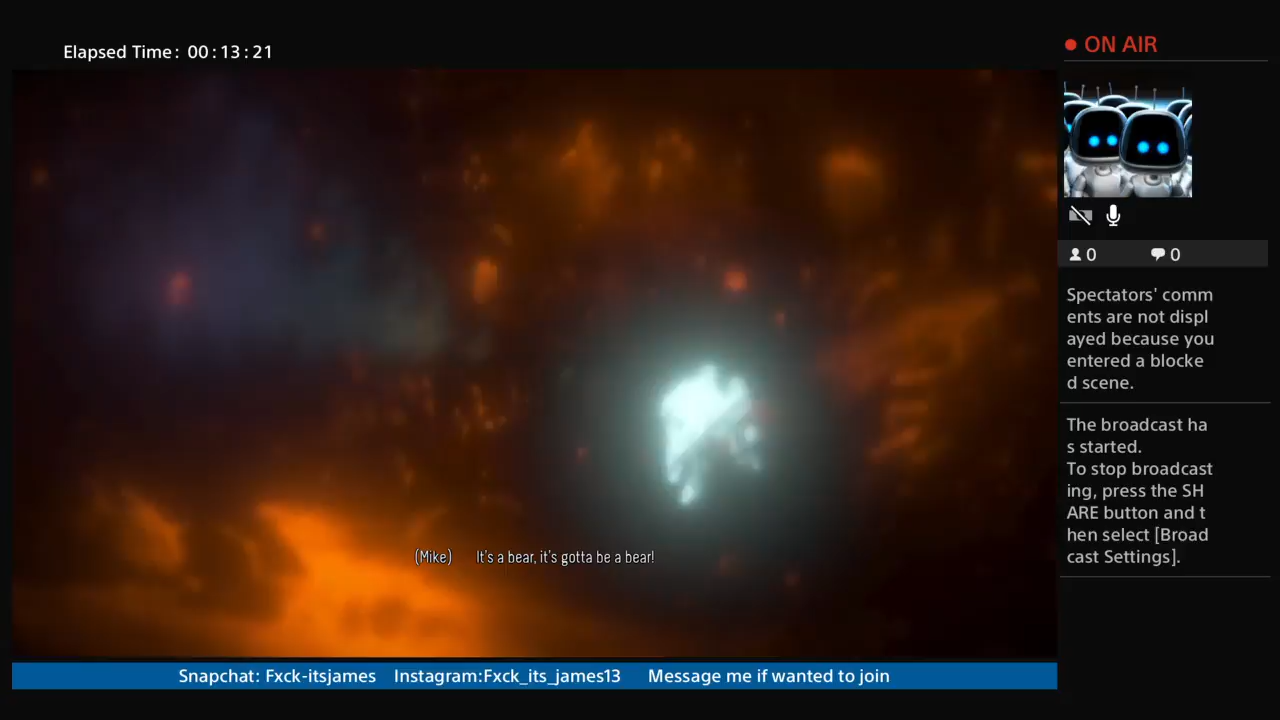 Elapsed Time: 00:13:21
ON AIR
0 0
Spectators' comm
ents are not displ
ayed because you
entered a blocke
d scene.
The broadcast ha
s started.
To stop broadcast
ing, press the SH
ARE button and t
hen select [Broad
cast Settings].
(Mike) It's a bear, it's gotta be a bear!
Snapchat: Fxck-itsjames Instagram:Fxck_its_james13 Message me if wanted to join